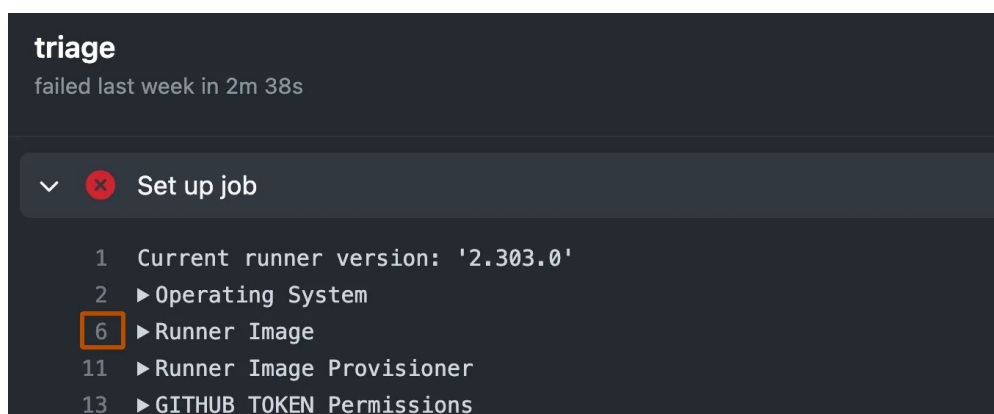 triage
failed last week in 2m 38s
Set up job
1 Current runner version: '2.303.0'
2 ▶Operating System
6 ▶Runner Image
11 ▶Runner Image Provisioner
13 ▶GITHUB TOKEN Permissions